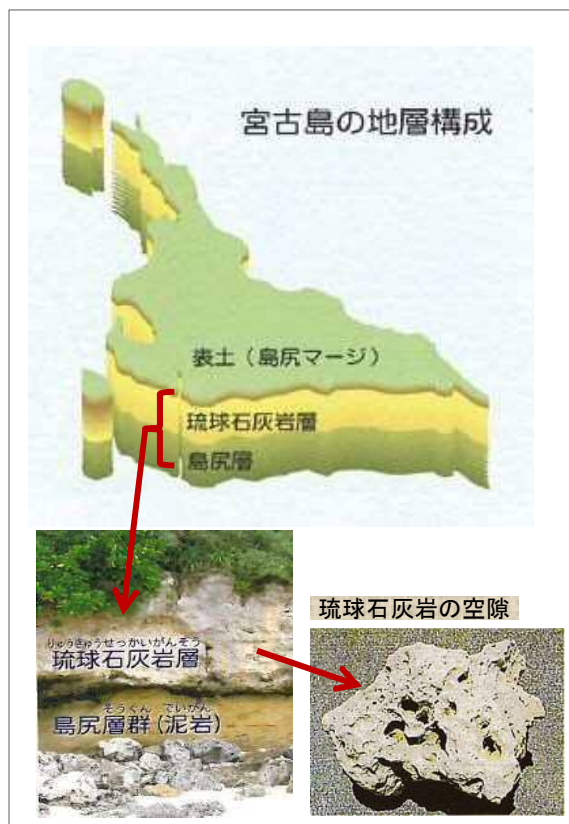 宮古島の地層構成
表土（島尻マージ）
琉球石灰岩層
島尻層
りゅうきゅうせっかいがんそう
琉球石灰岩層
そうぐん でいがん
島尻層群(泥岩)
琉球石灰岩の空隙